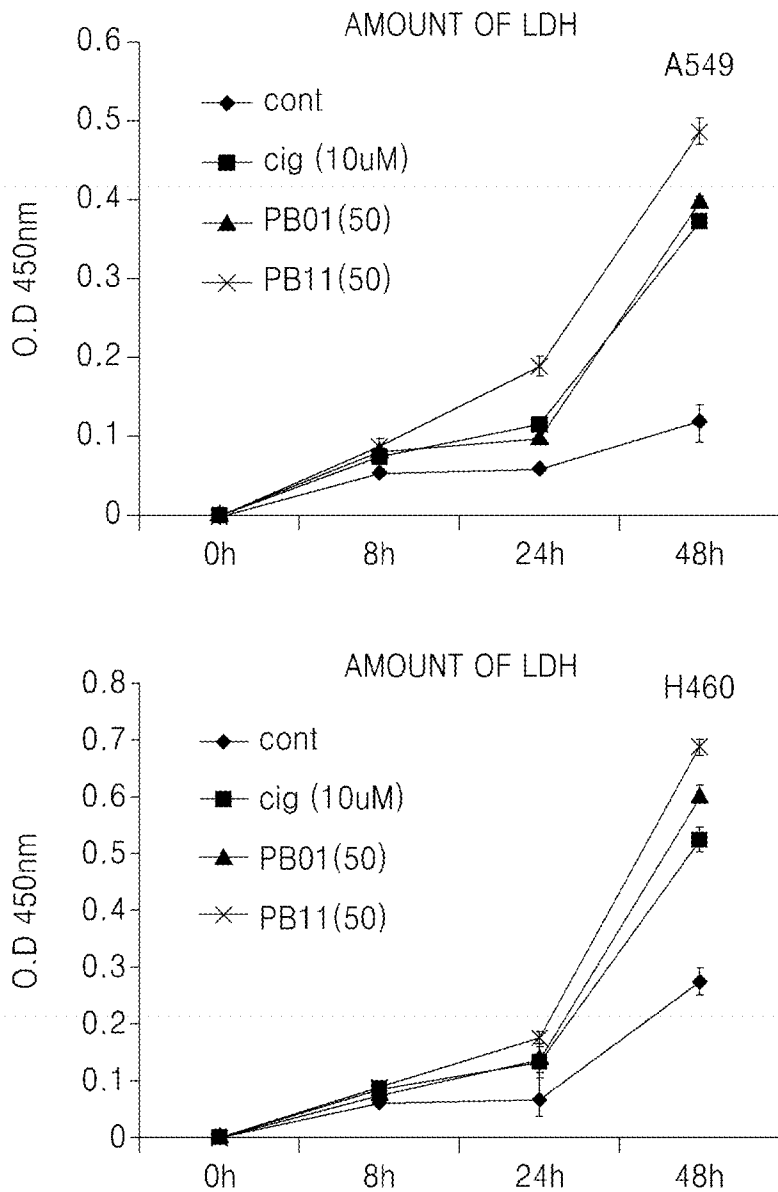 AMOUNT OF LDH
A549
0.6
0.5
0.4
0.3
0.2
0.1
0
O.D 450nm
cont
cig (10uM)
PB01(50)
PB11(50)
0h 8h 24h 48h
AMOUNT OF LDH
H460
0.8
0.7
0.6
0.5
0.4
0.3
0.2
0.1
0
O.D 450nm
cont
cig (10uM)
PB01(50)
PB11(50)
0h 8h 24h 48h